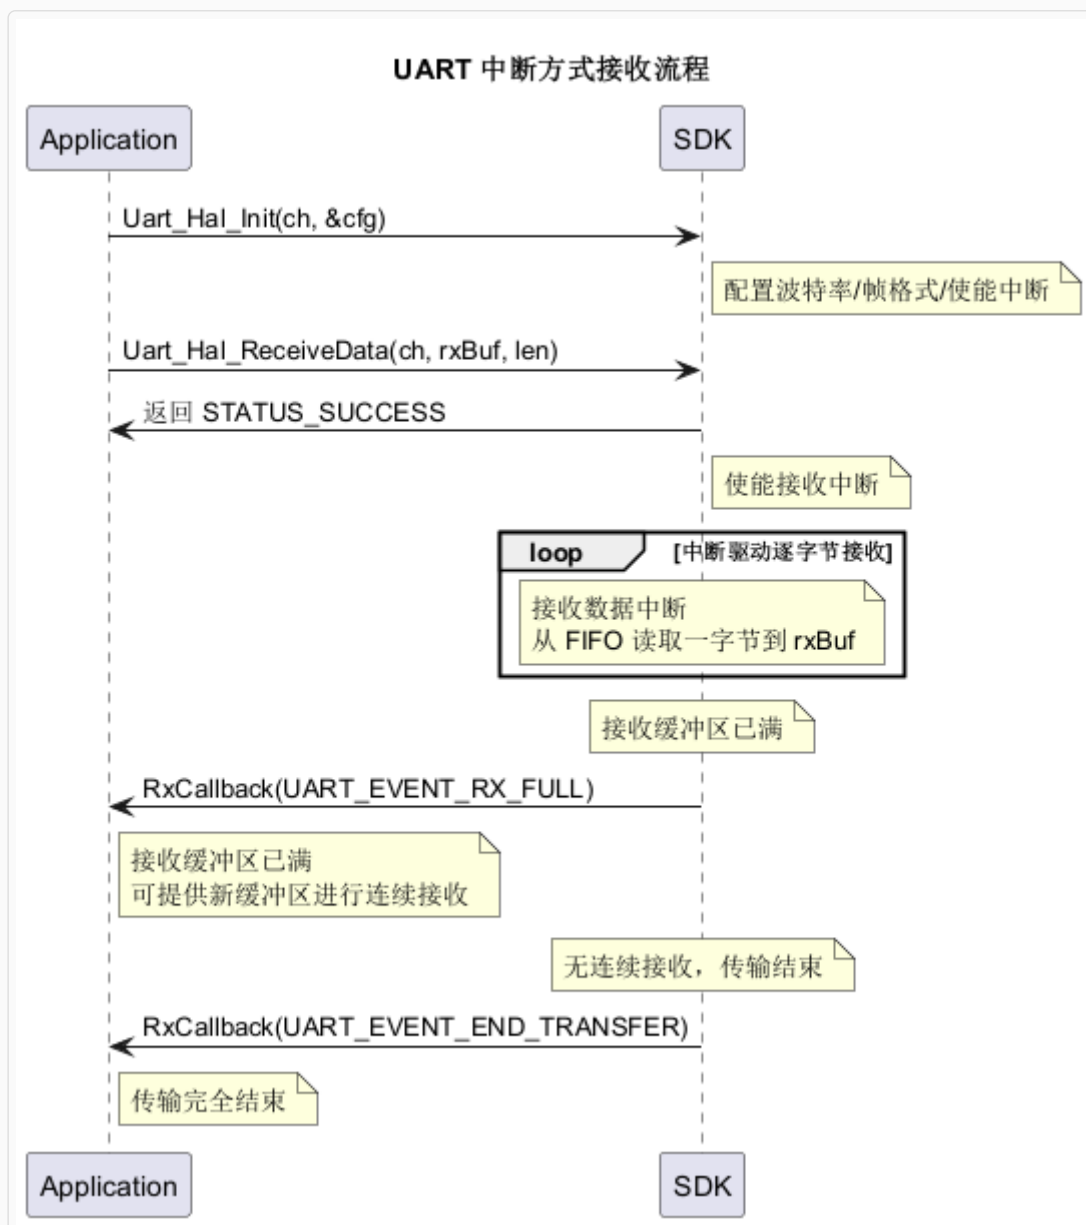 UART 中断方式接收流程
Application
SDK
Uart_Hal_Init(ch, &cfg)
配置波特率/帧格式/使能中断
Uart_Hal_ReceiveData(ch, rxBuf, len)
返回 STATUS_SUCCESS
使能接收中断
loop
[中断驱动逐字节接收]
接收数据中断
从 FIFO 读取一字节到 rxBuf
接收缓冲区已满
RxCallback(UART_EVENT_RX_FULL)
接收缓冲区已满
可提供新缓冲区进行连续接收
无连续接收，传输结束
RxCallback(UART_EVENT_END_TRANSFER)
传输完全结束
Application
SDK